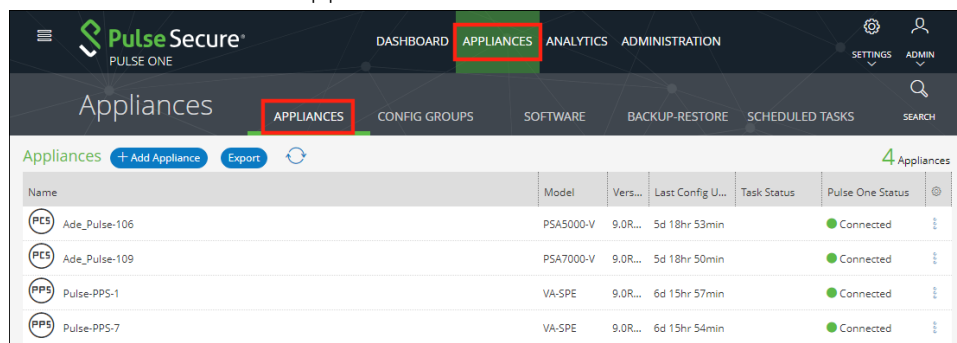 Pulse Secure®
PULSE ONE
DASHBOARD APPLIANCES ANALYTICS ADMINISTRATION
SETTINGS ADMIN
Appliances
APPLIANCES CONFIG GROUPS SOFTWARE BACKUP-RESTORE SCHEDULED TASKS
SEARCH
Appliances + Add Appliance Export 4 Appliances
Name Model Vers... Last Config U... Task Status Pulse One Status
PCS Ade_Pulse-106 PSA5000-V 9.0R... 5d 18hr 53min Connected
PCS Ade_Pulse-109 PSA7000-V 9.0R... 5d 18hr 50min Connected
PPS Pulse-PPS-1 VA-SPE 9.0R... 6d 15hr 57min Connected
PPS Pulse-PPS-7 VA-SPE 9.0R... 6d 15hr 54min Connected